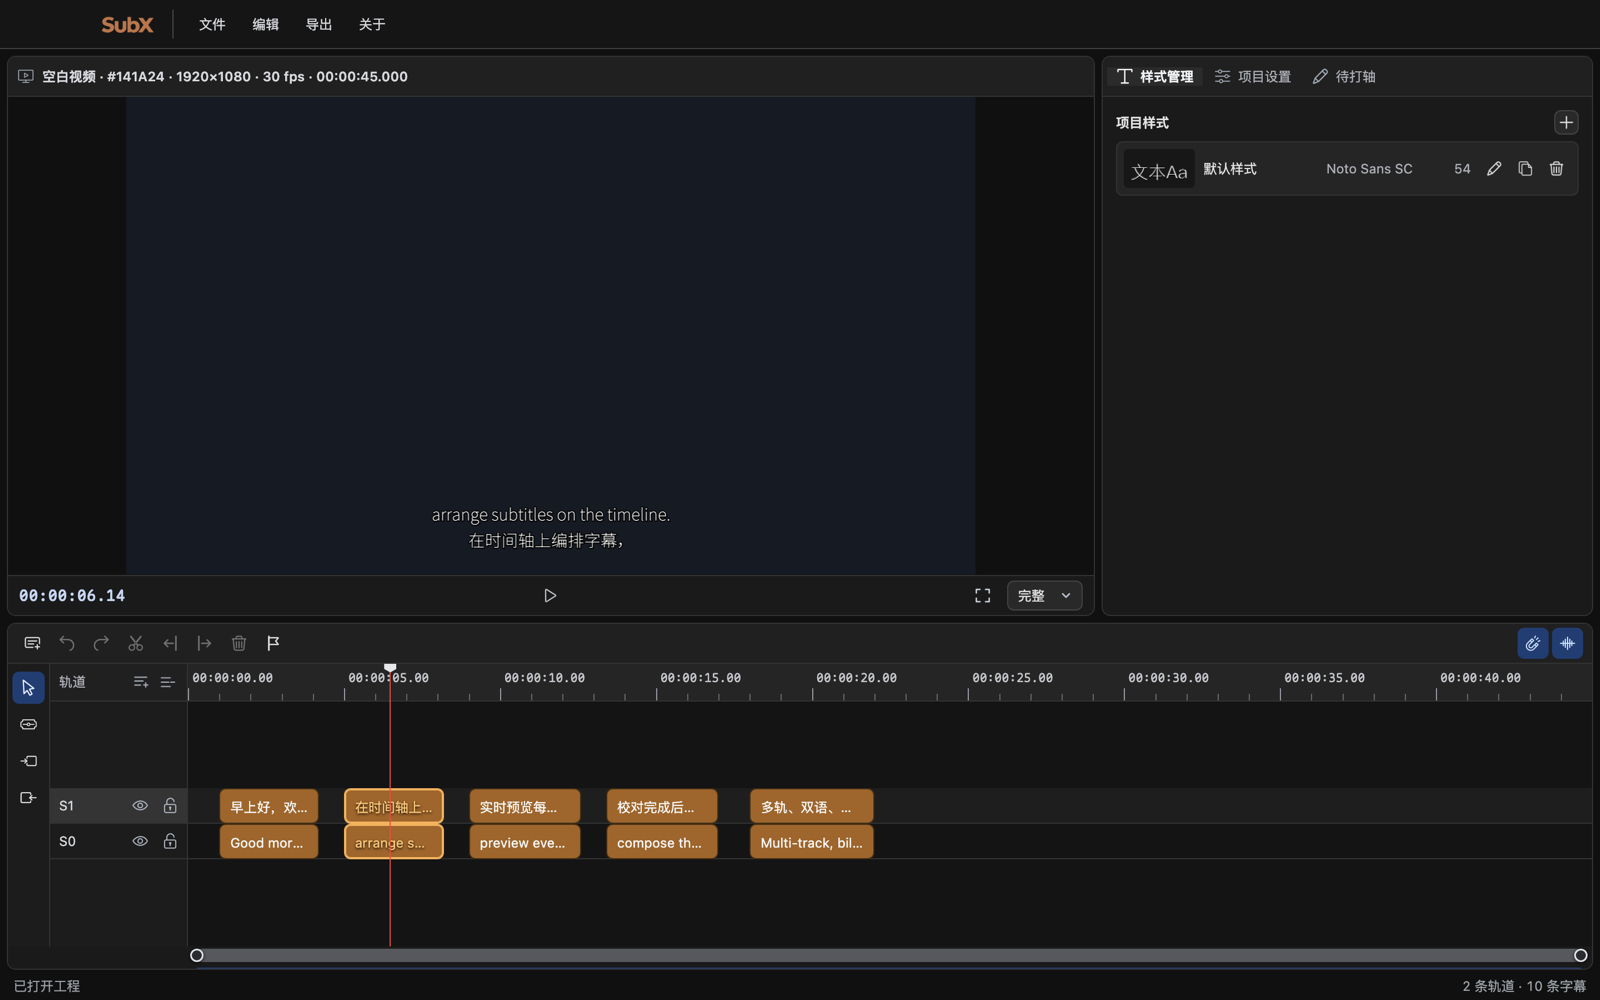 SubX 文件 编辑 导出 关于
空白视频 · #141A24 · 1920×1080 · 30 fps · 00:00:45.000
样式管理 项目设置 待打轴
项目样式
文本Aa 默认样式 Noto Sans SC 54
arrange subtitles on the timeline.
在时间轴上编排字幕，
00:00:06.14
完整
轨道
00:00:00.00 00:00:05.00 00:00:10.00 00:00:15.00 00:00:20.00 00:00:25.00 00:00:30.00 00:00:35.00 00:00:40.00
S1 早上好，欢... 在时间轴上... 实时预览每... 校对完成后... 多轨、双语、...
S0 Good mor... arrange s... preview eve... compose th... Multi-track, bil...
已打开工程
2 条轨道 · 10 条字幕